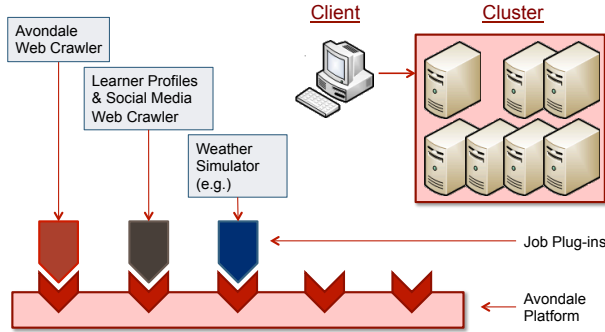 Client
Cluster
Avondale
Web Crawler
Learner Profiles
& Social Media
Web Crawler
Weather
Simulator
(e.g.)
Job Plug-ins
Avondale
Platform